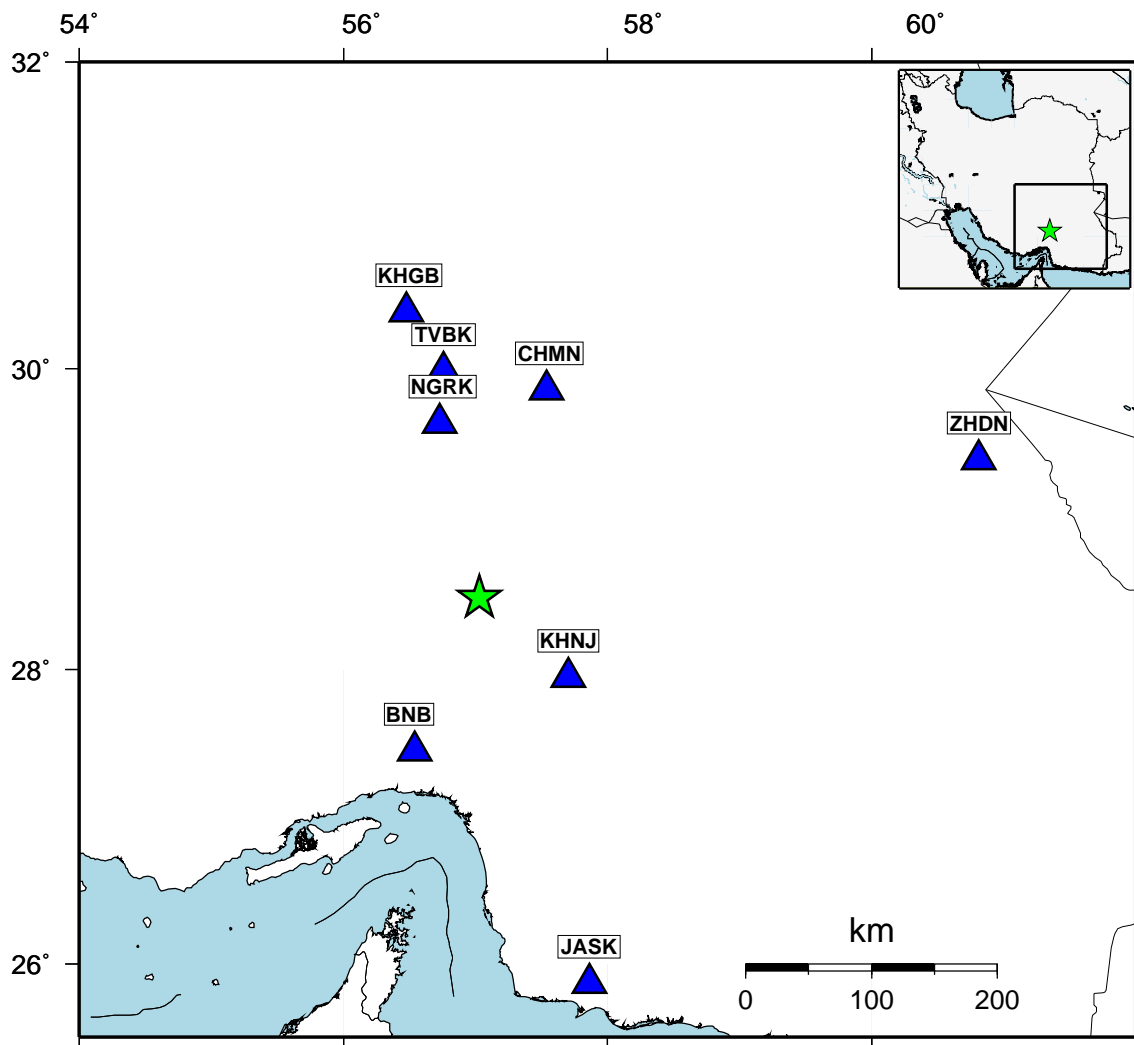 54˚ 56˚ 58˚ 60˚
32˚
KHGB
TVBK
CHMN
30˚
NGRK
ZHDN
KHNJ
28˚
BNB
km
JASK
26˚
0 100 200